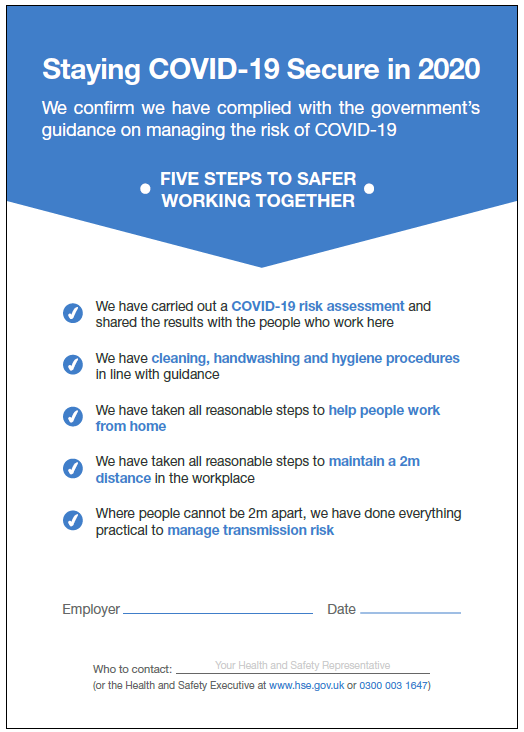 Staying COVID-19 Secure in 2020
We confirm we have complied with the government's
guidance on managing the risk of COVID-19
FIVE STEPS TO SAFER
WORKING TOGETHER
We have carried out a COVID-19 risk assessment and
shared the results with the people who work here
We have cleaning, handwashing and hygiene procedures
in line with guidance
We have taken all reasonable steps to help people work
from home
We have taken all reasonable steps to maintain a 2m
distance in the workplace
Where people cannot be 2m apart, we have done everything
practical to manage transmission risk
Employer Date
Who to contact: Your Health and Safety Representative
(or the Health and Safety Executive at www.hse.gov.uk or 0300 003 1647)